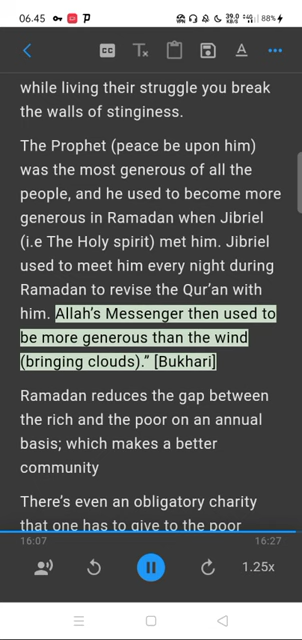 06.45
39.0 KB/S
88%
CC
while living their struggle you break
the walls of stinginess.
The Prophet (peace be upon him)
was the most generous of all the
people, and he used to become more
generous in Ramadan when Jibriel
(i.e The Holy spirit) met him. Jibriel
used to meet him every night during
Ramadan to revise the Qur’an with
him. Allah’s Messenger then used to
be more generous than the wind
(bringing clouds).” [Bukhari]
Ramadan reduces the gap between
the rich and the poor on an annual
basis; which makes a better
community
There’s even an obligatory charity
that one has to give to the poor
16:07 16:27
1.25x